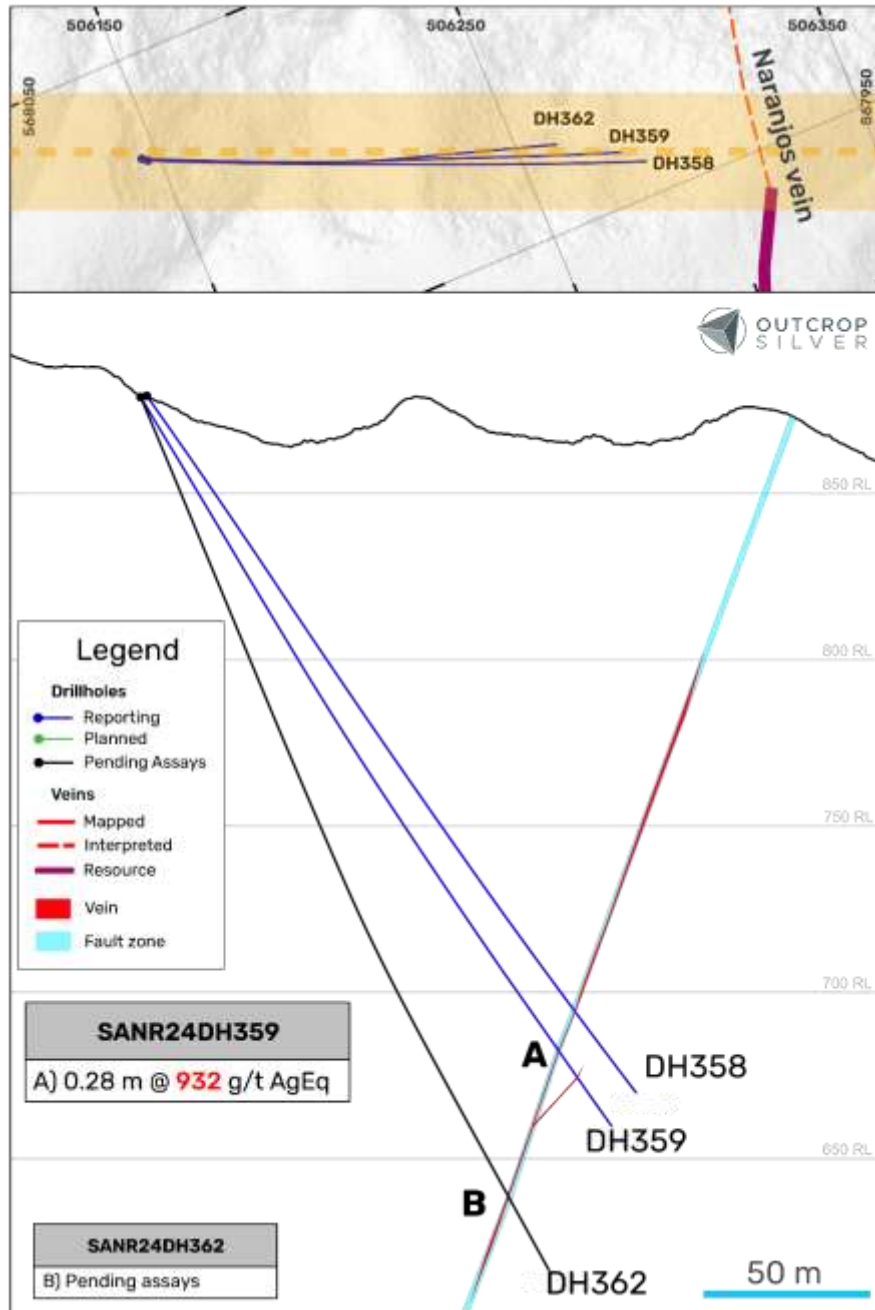 506150
506250
506350
568050
567950
DH362
DH359
DH358
Naranjos vein
OUTCROP
SILVER
850 RL
800 RL
750 RL
700 RL
650 RL
Legend
Drillholes
Reporting
Planned
Pending Assays
Veins
Mapped
Interpreted
Resource
Vein
Fault zone
SANR24DH359
A) 0.28 m @ 932 g/t AgEq
A
DH358
DH359
B
SANR24DH362
B) Pending assays
DH362
50 m